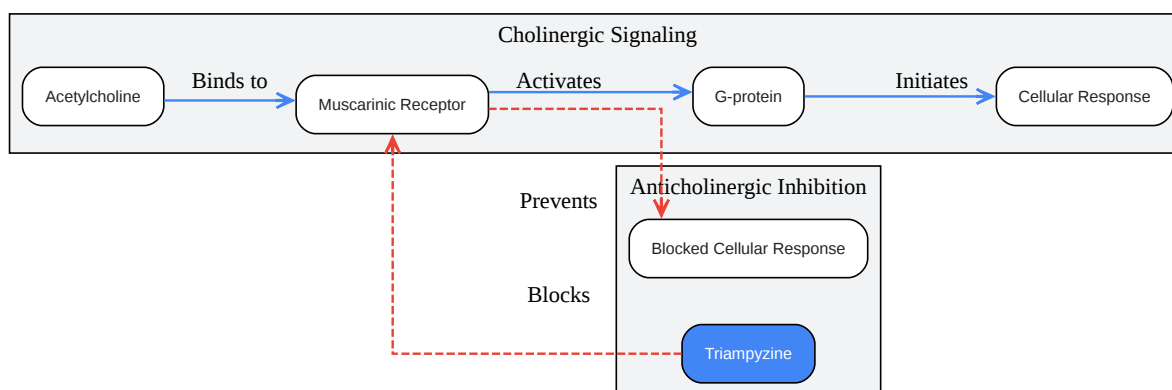 Cholinergic Signaling
Acetylcholine
Binds to
Muscarinic Receptor
Activates
G-protein
Initiates
Cellular Response
Anticholinergic Inhibition
Prevents
Blocked Cellular Response
Blocks
Triampyzine